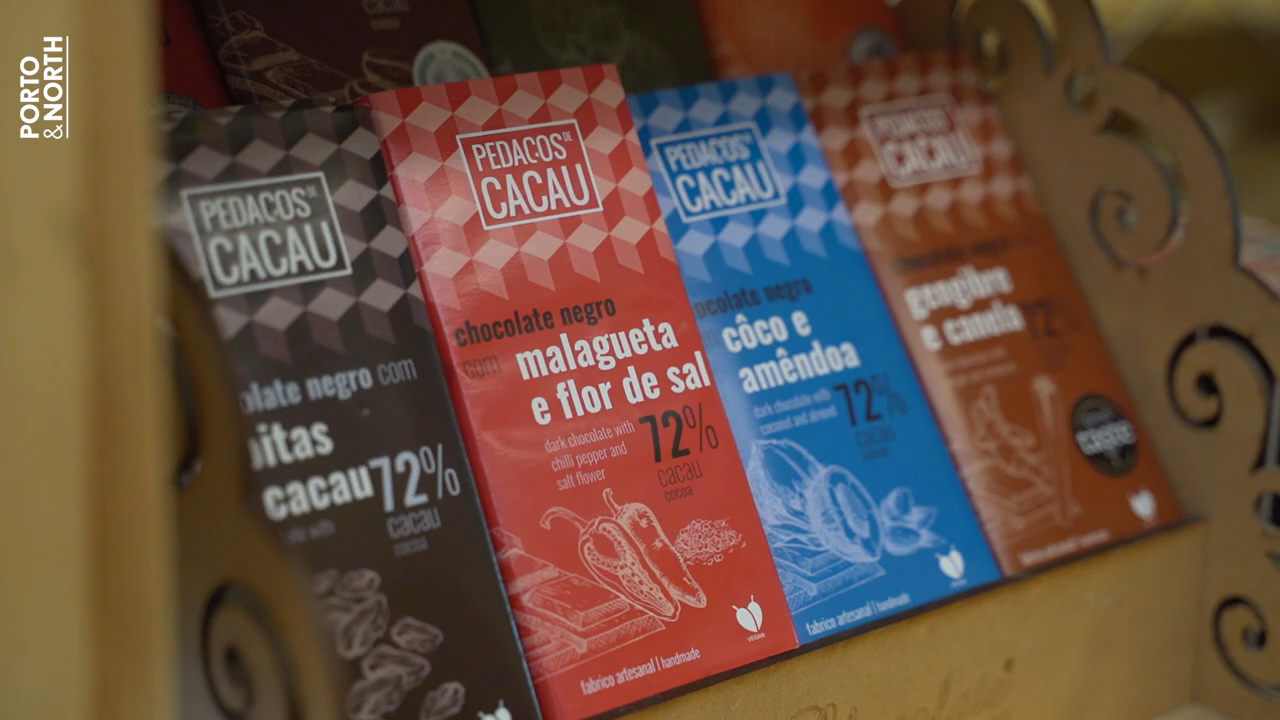 PORTO
&NORTH
cacau
PEDAÇOS DE
CACAU
chocolate negro com
cacau 72%
cacau
cocoa
PEDAÇOS DE
CACAU
chocolate negro
com malagueta
e flor de sal
dark chocolate with
chilli pepper and
salt flower
72%
cacau
cocoa
VEGAN
fabrico artesanal | handmade
PEDAÇOS DE
CACAU
chocolate negro
côco e
amêndoa
dark chocolate with
coconut and almond
72%
cacau
fabrico artesanal | handmade
PEDAÇOS
CACAU
chocolate negro
gengibre
e canela 72%